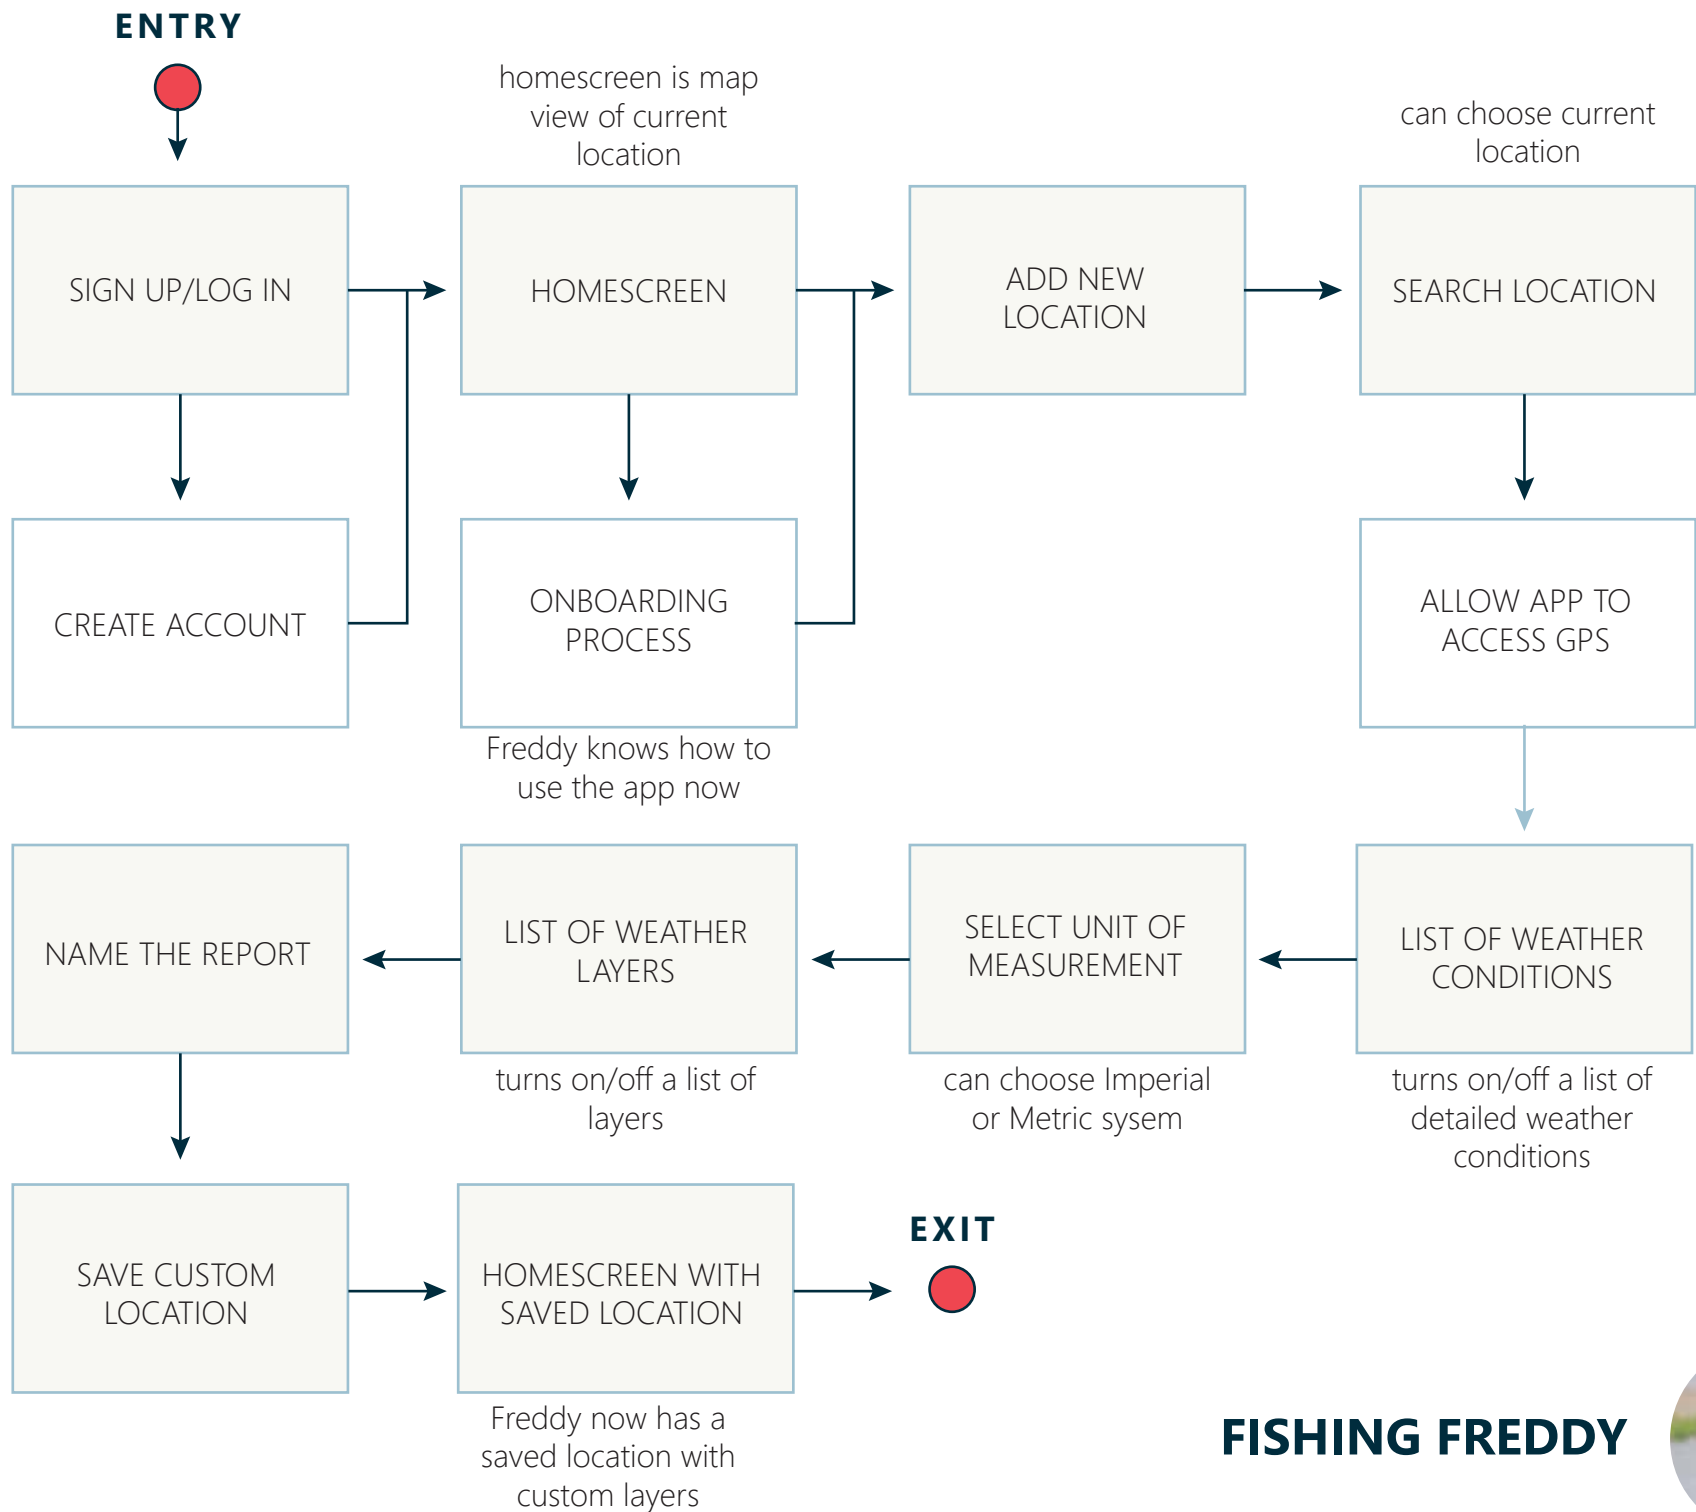 ENTRY
homescreen is map
view of current
location
can choose current
location
SIGN UP/LOG IN
HOMESCREEN
ADD NEW
LOCATION
SEARCH LOCATION
CREATE ACCOUNT
ONBOARDING
PROCESS
ALLOW APP TO
ACCESS GPS
Freddy knows how to
use the app now
NAME THE REPORT
LIST OF WEATHER
LAYERS
SELECT UNIT OF
MEASUREMENT
LIST OF WEATHER
CONDITIONS
turns on/off a list of
layers
can choose Imperial
or Metric sysem
turns on/off a list of
detailed weather
conditions
SAVE CUSTOM
LOCATION
HOMESCREEN WITH
SAVED LOCATION
EXIT
Freddy now has a
saved location with
custom layers
FISHING FREDDY